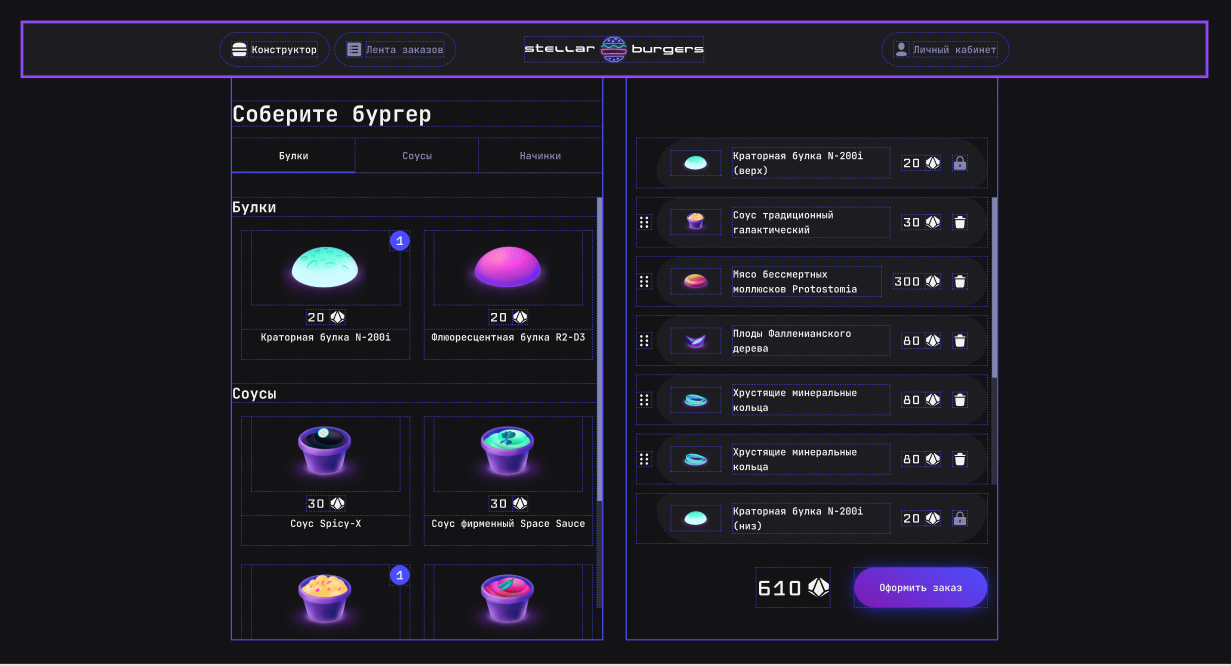 Конструктор
Лента заказов
stellar burgers
Личный кабинет
Соберите бургер
Булки
Соусы
Начинки
Булки
1
20
20
Краторная булка N-200i
Флюоресцентная булка R2-D3
Соусы
30
30
Соус Spicy-X
Соус фирменный Space Sauce
1
Краторная булка N-200i
(верх)
20
Соус традиционный
галактический
30
Мясо бессмертных
моллюсков Protostomia
300
Плоды Фалленианского
дерева
80
Хрустящие минеральные
кольца
80
Хрустящие минеральные
кольца
80
Краторная булка N-200i
(низ)
20
610
Оформить заказ